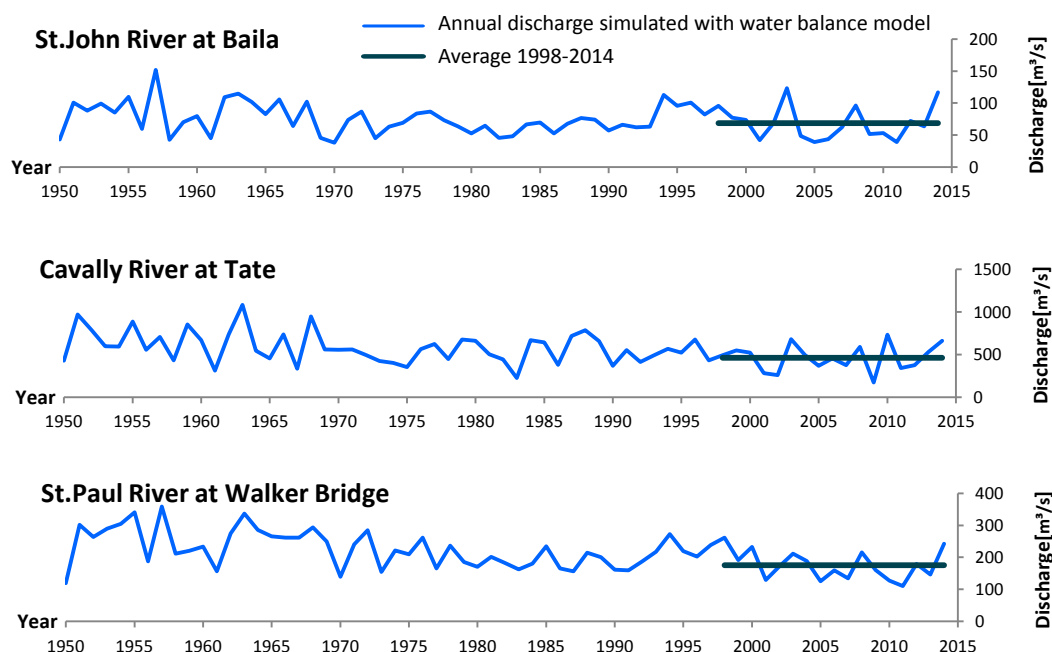 St.John River at Baila
Annual discharge simulated with water balance model
Average 1998-2014
200
150
100
50
0
Discharge[m³/s]
Year
1950 1955 1960 1965 1970 1975 1980 1985 1990 1995 2000 2005 2010 2015
Cavally River at Tate
1500
1000
500
0
Discharge[m³/s]
Year
1950 1955 1960 1965 1970 1975 1980 1985 1990 1995 2000 2005 2010 2015
St.Paul River at Walker Bridge
400
300
200
100
0
Discharge[m³/s]
Year
1950 1955 1960 1965 1970 1975 1980 1985 1990 1995 2000 2005 2010 2015